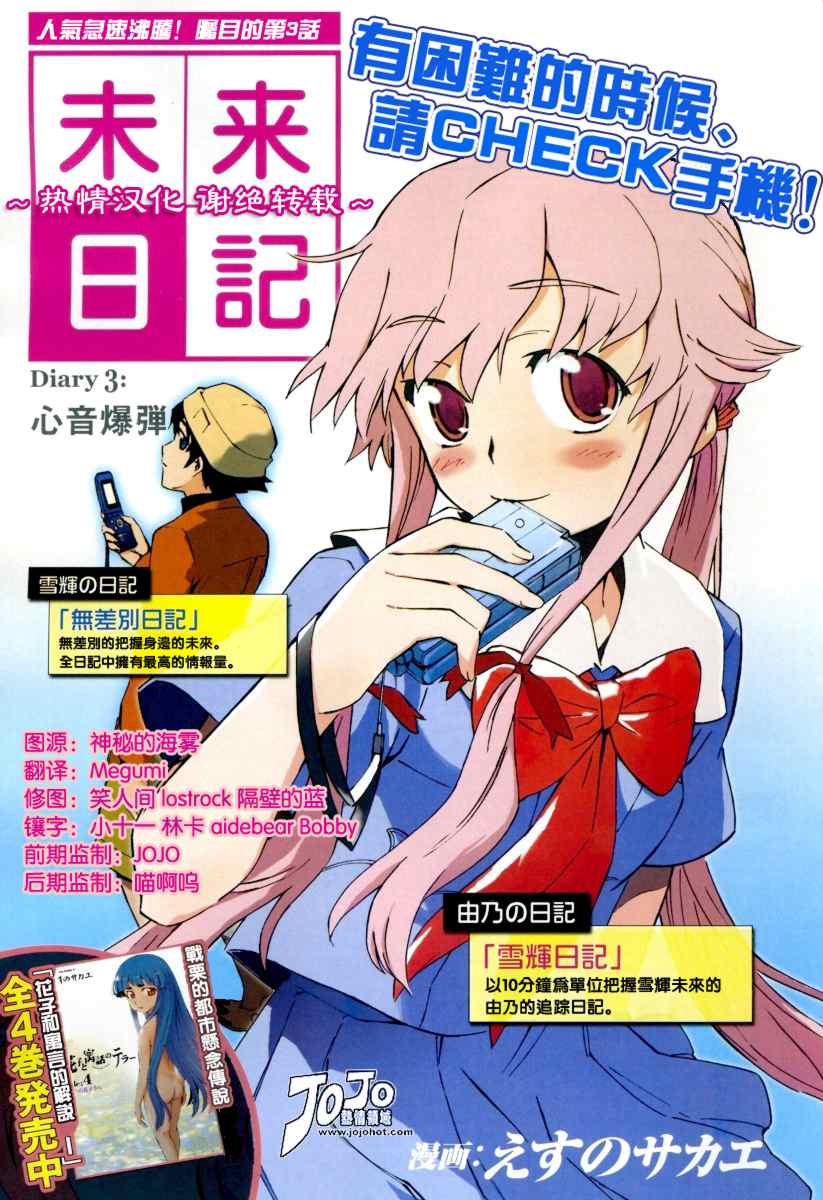 人氣急速沸騰！ 矚目的第3話
未来
～热情汉化 谢绝转载～
日記
有困難的時候、
請CHECK手機！
Diary 3:
心音爆弾
雪輝の日記
「無差別日記」
無差別的把握身邊的未來。
全日記中擁有最高的情報量。
图源：神秘的海雾
翻译：Megumi
修图：笑人间 lostrock 隔壁的蓝
镶字：小十一 林卡 aidebear Bobby
前期监制：JOJO
后期监制：喵啊呜
由乃の日記
「雪輝日記」
以10分鐘爲單位把握雪輝未來的
由乃的追踪日記。
戰栗的都市懸念傳說
「花子和寓言的解說
全4巻発売中
JOJO
熱情領域
www.jojohot.com
漫画：えすのサカエ